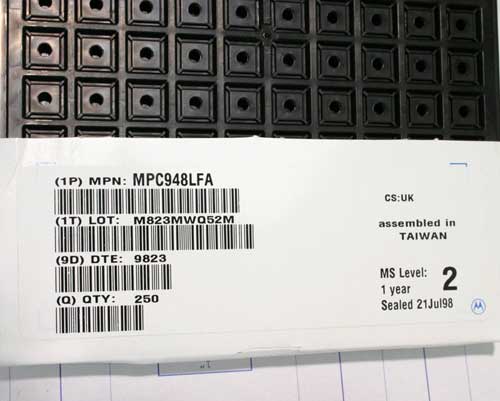 (1P) MPN: MPC948LFA
(1T) LOT: M823MWQ52M
(9D) DTE: 9823
(Q) QTY: 250
CS:UK
assembled in
TAIWAN
MS Level: 2
1 year
Sealed 21Jul98